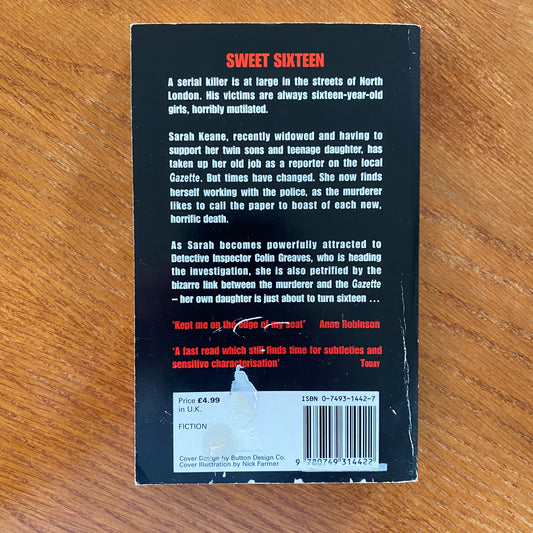 SWEET SIXTEEN
A serial killer is at large in the streets of North
London. His victims are always sixteen-year-old
girls, horribly mutilated.
Sarah Keane, recently widowed and having to
support her twin sons and teenage daughter, has
taken up her old job as a reporter on the local
Gazette. But times have changed. She now finds
herself working with the police, as the murderer
likes to call the paper to boast of each new,
horrific death.
As Sarah becomes powerfully attracted to
Detective Inspector Colin Greaves, who is heading
the investigation, she is also petrified by the
bizarre link between the murderer and the Gazette
– her own daughter is just about to turn sixteen ...
'Kept me on the edge of my seat' Anne Robinson
'A fast read which still finds time for subtleties and
sensitive characterisation' TODAY
Price £4.99
in U.K.
FICTION
ISBN 0-7493-1442-7
Cover Design by Button Design Co.
Cover Illustration by Nick Farmer
9 780749 314422